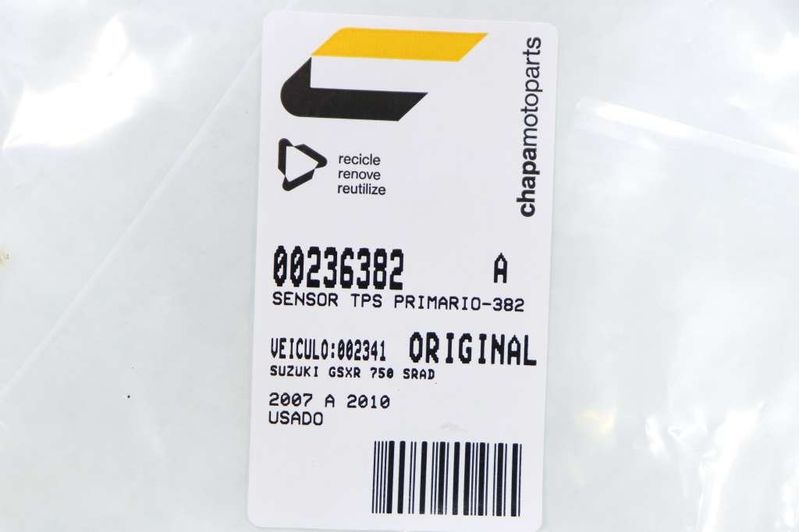 chapamotoparts
recicle
renove
reutilize
00236382 A
SENSOR TPS PRIMARIO-382
VEICULO:002341 ORIGINAL
SUZUKI GSXR 750 SRAD
2007 A 2010
USADO